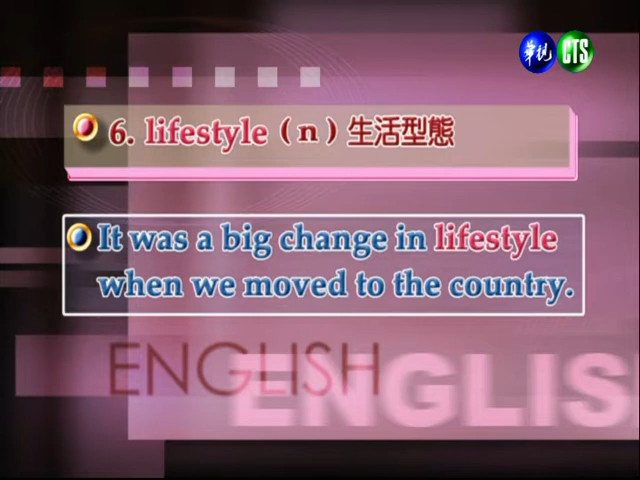 華視 CTS
6. lifestyle (n) 生活型態
It was a big change in lifestyle
when we moved to the country.
ENGLISH
ENGLIS